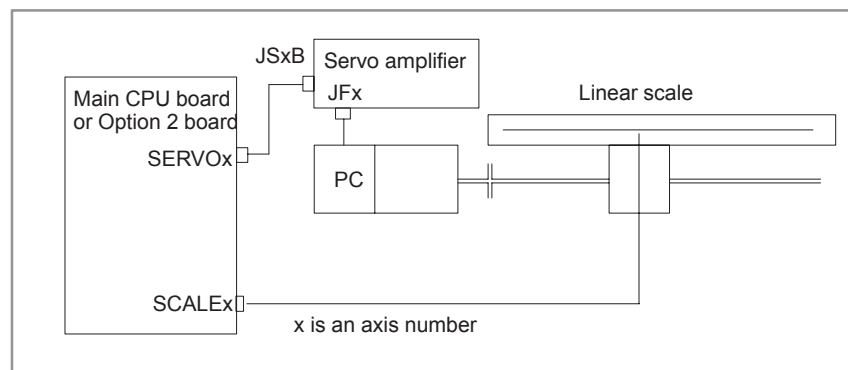 JSxB
Servo amplifier
JFx
Main CPU board
or Option 2 board
SERVOx
Linear scale
PC
SCALEx
x is an axis number